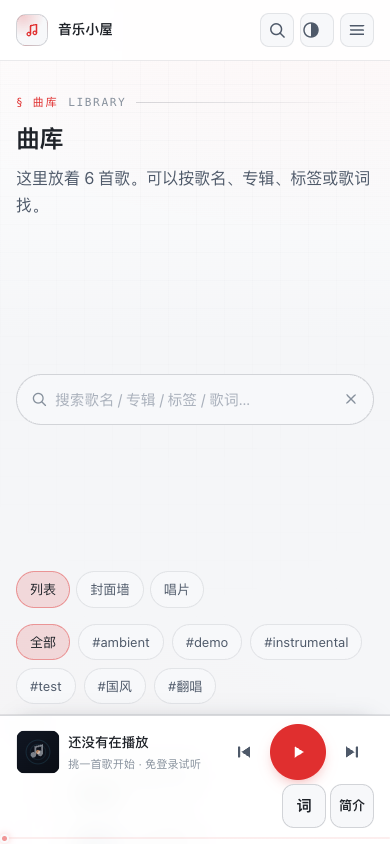 音乐小屋
§ 曲库 LIBRARY
曲库
这里放着 6 首歌。可以按歌名、专辑、标签或歌词
找。
搜索歌名 / 专辑 / 标签 / 歌词...
列表 封面墙 唱片
全部 #ambient #demo #instrumental
#test #国风 #翻唱
还没有在播放
挑一首歌开始 · 免登录试听
词 简介